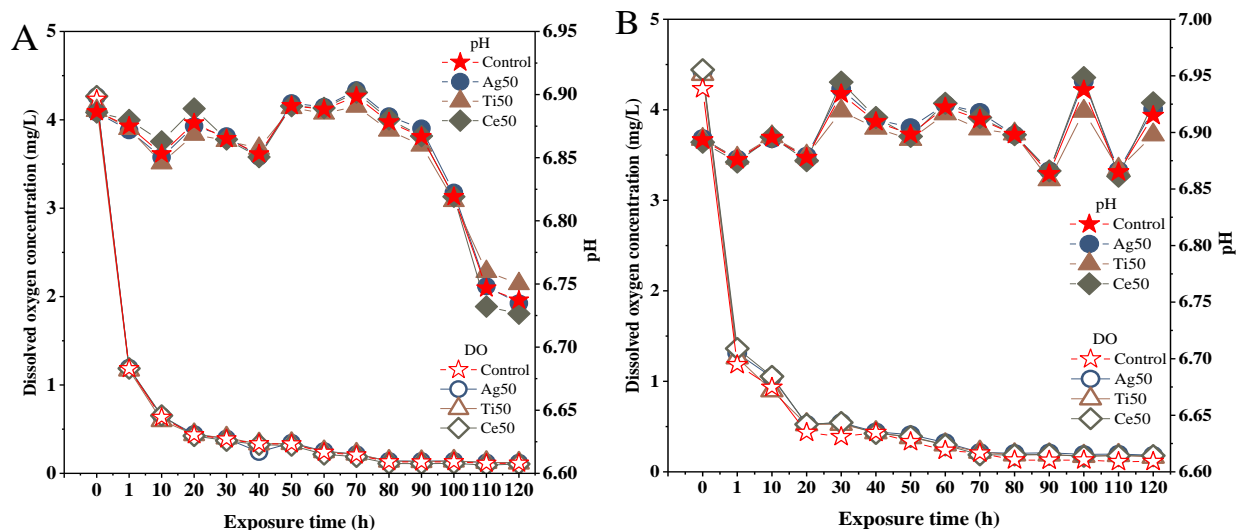 A
Dissolved oxygen concentration (mg/L)
5
4
3
2
1
0
pH
Control
Ag50
Ti50
Ce50
DO
Control
Ag50
Ti50
Ce50
6.95
6.90
6.85
6.80
6.75
6.70
6.65
6.60
pH
0 1 10 20 30 40 50 60 70 80 90 100 110 120
Exposure time (h)
B
Dissolved oxygen concentration (mg/L)
5
4
3
2
1
0
pH
Control
Ag50
Ti50
Ce50
DO
Control
Ag50
Ti50
Ce50
7.00
6.95
6.90
6.85
6.80
6.75
6.70
6.65
6.60
pH
0 1 10 20 30 40 50 60 70 80 90 100 110 120
Exposure time (h)